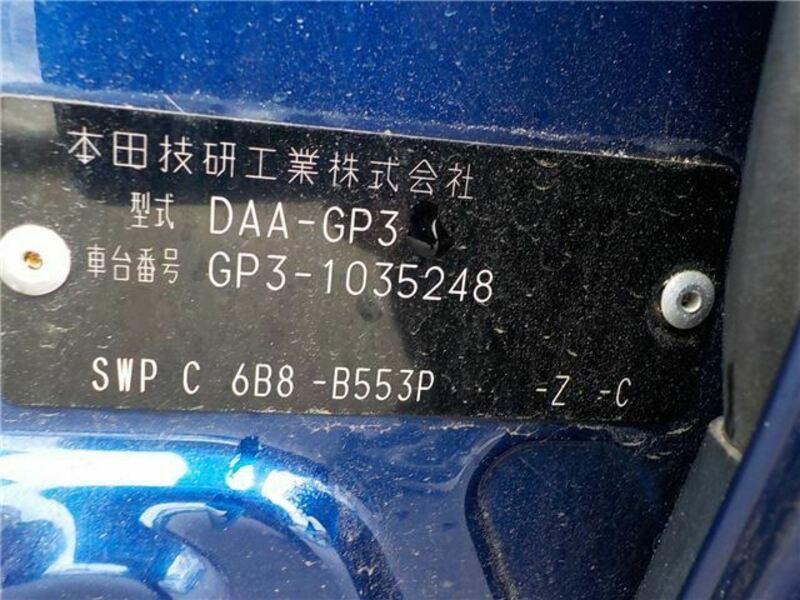 本田技研工業株式会社
型式 DAA-GP3
車台番号 GP3-1035248
SWP C 6B8 -B553P -Z -C